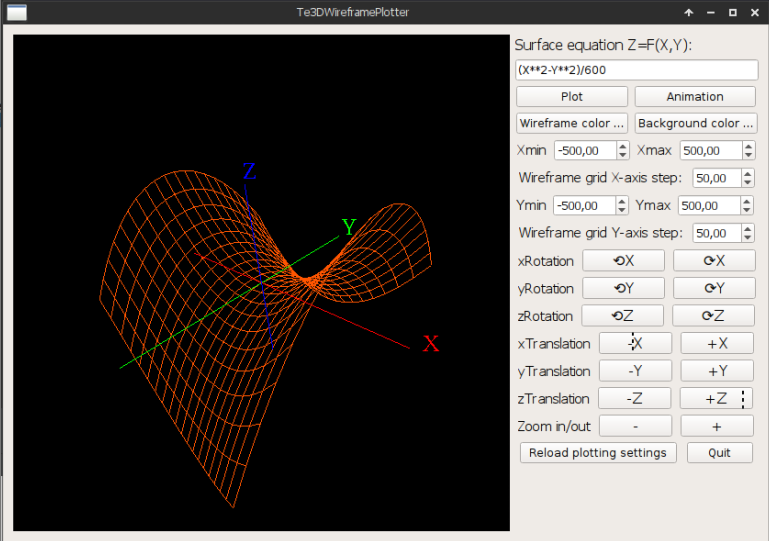 Te3DWireframePlotter
Z
Y
X
Surface equation Z=F(X,Y):
(X**2-Y**2)/600
Plot Animation
Wireframe color ... Background color ...
Xmin -500,00 Xmax 500,00
Wireframe grid X-axis step: 50,00
Ymin -500,00 Ymax 500,00
Wireframe grid Y-axis step: 50,00
xRotation ⟲X ⟳X
yRotation ⟲Y ⟳Y
zRotation ⟲Z ⟳Z
xTranslation -X +X
yTranslation -Y +Y
zTranslation -Z +Z
Zoom in/out - +
Reload plotting settings Quit